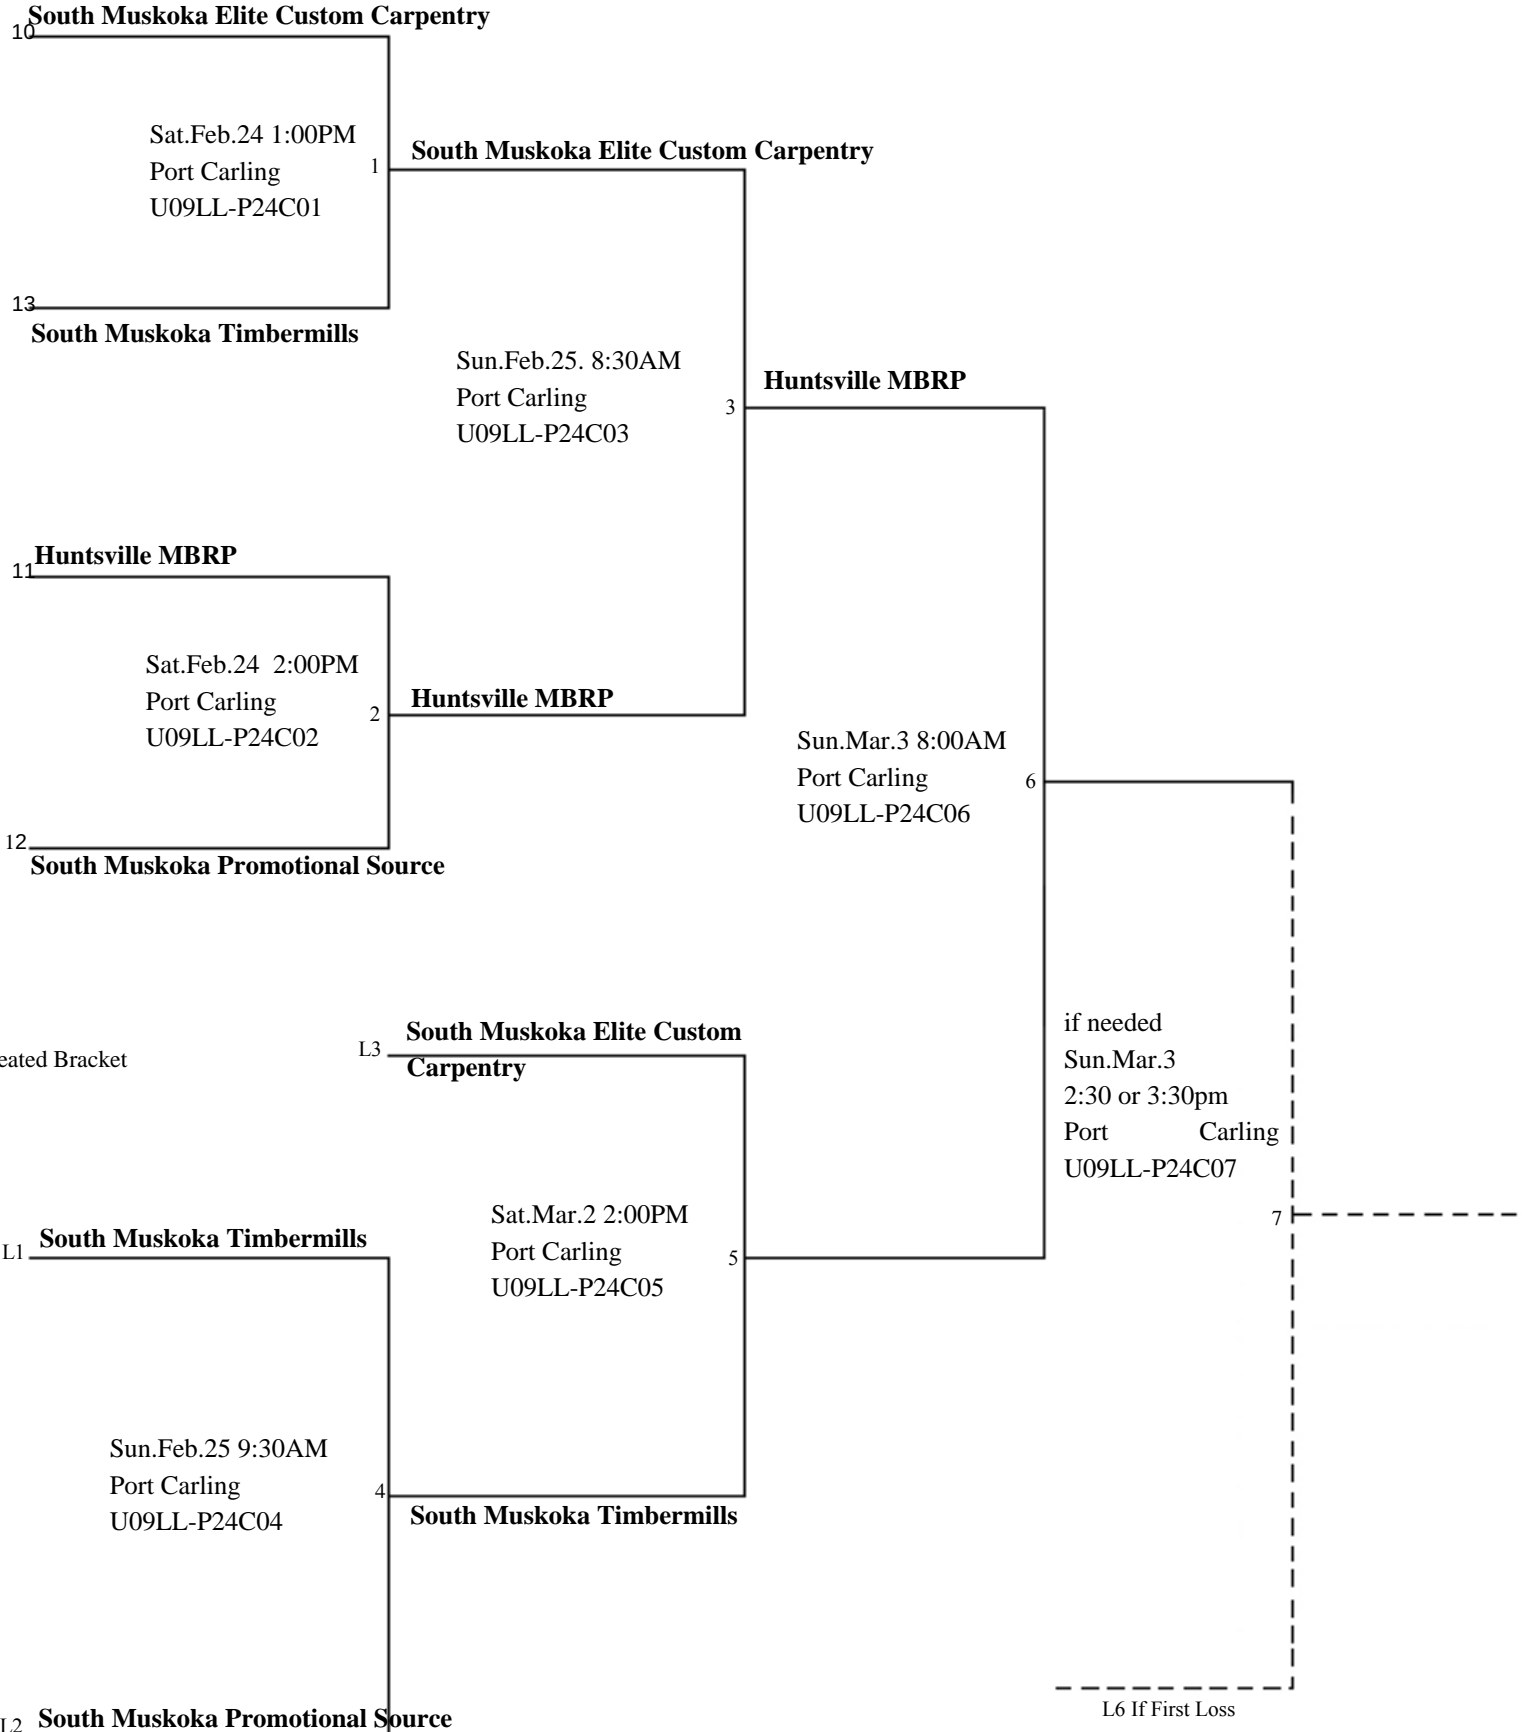 South Muskoka Elite Custom Carpentry
10
Sat.Feb.24 1:00PM
Port Carling
U09LL-P24C01
1
South Muskoka Elite Custom Carpentry
13
South Muskoka Timbermills
Sun.Feb.25. 8:30AM
Port Carling
U09LL-P24C03
3
Huntsville MBRP
11
Huntsville MBRP
Sat.Feb.24 2:00PM
Port Carling
U09LL-P24C02
2
Huntsville MBRP
12
South Muskoka Promotional Source
Sun.Mar.3 8:00AM
Port Carling
U09LL-P24C06
6
eated Bracket
L3
South Muskoka Elite Custom
Carpentry
if needed
Sun.Mar.3
2:30 or 3:30pm
Port Carling
U09LL-P24C07
7
L1
South Muskoka Timbermills
Sat.Mar.2 2:00PM
Port Carling
U09LL-P24C05
5
Sun.Feb.25 9:30AM
Port Carling
U09LL-P24C04
4
South Muskoka Timbermills
L2
South Muskoka Promotional Source
L6 If First Loss